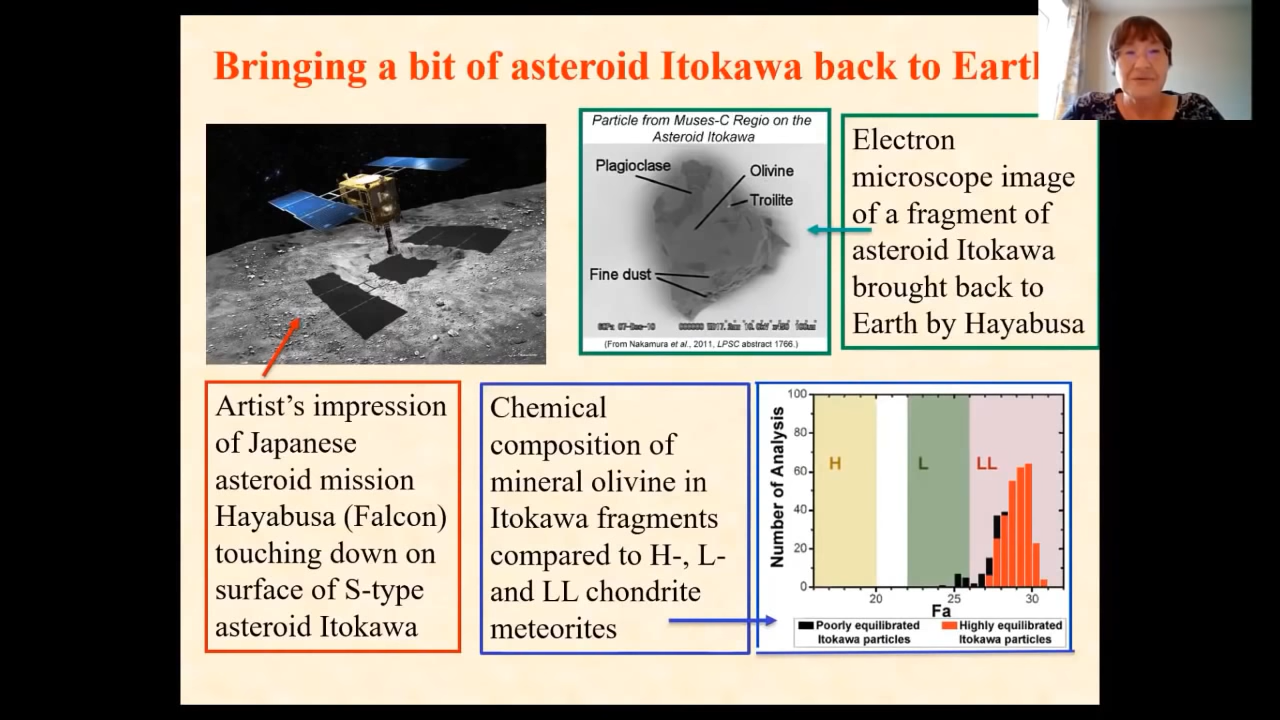 Bringing a bit of asteroid Itokawa back to Eart
Particle from Muses-C Regio on the
Asteroid Itokawa
Plagioclase
Olivine
Troilite
Fine dust
(From Nakamura et al., 2011, LPSC abstract 1766.)
Electron
microscope image
of a fragment of
asteroid Itokawa
brought back to
Earth by Hayabusa
Artist's impression
of Japanese
asteroid mission
Hayabusa (Falcon)
touching down on
surface of S-type
asteroid Itokawa
Chemical
composition of
mineral olivine in
Itokawa fragments
compared to H-, L-
and LL chondrite
meteorites
Number of Analysis
100
80
60
40
20
0
H
L
LL
20
25
30
Fa
Poorly equilibrated
Itokawa particles
Highly equilibrated
Itokawa particles